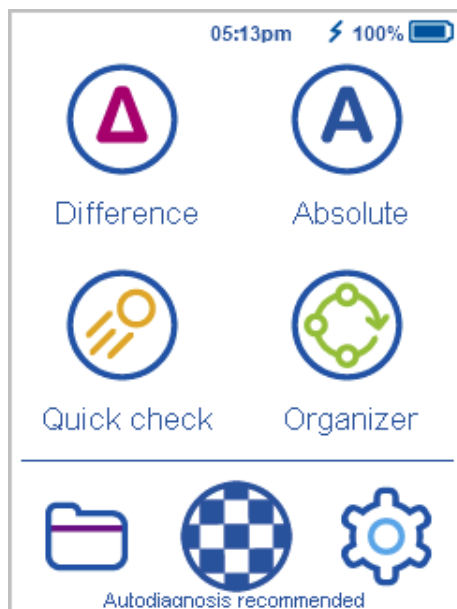 05:13pm 100%
Δ A
Difference Absolute
Quick check Organizer
Autodiagnosis recommended